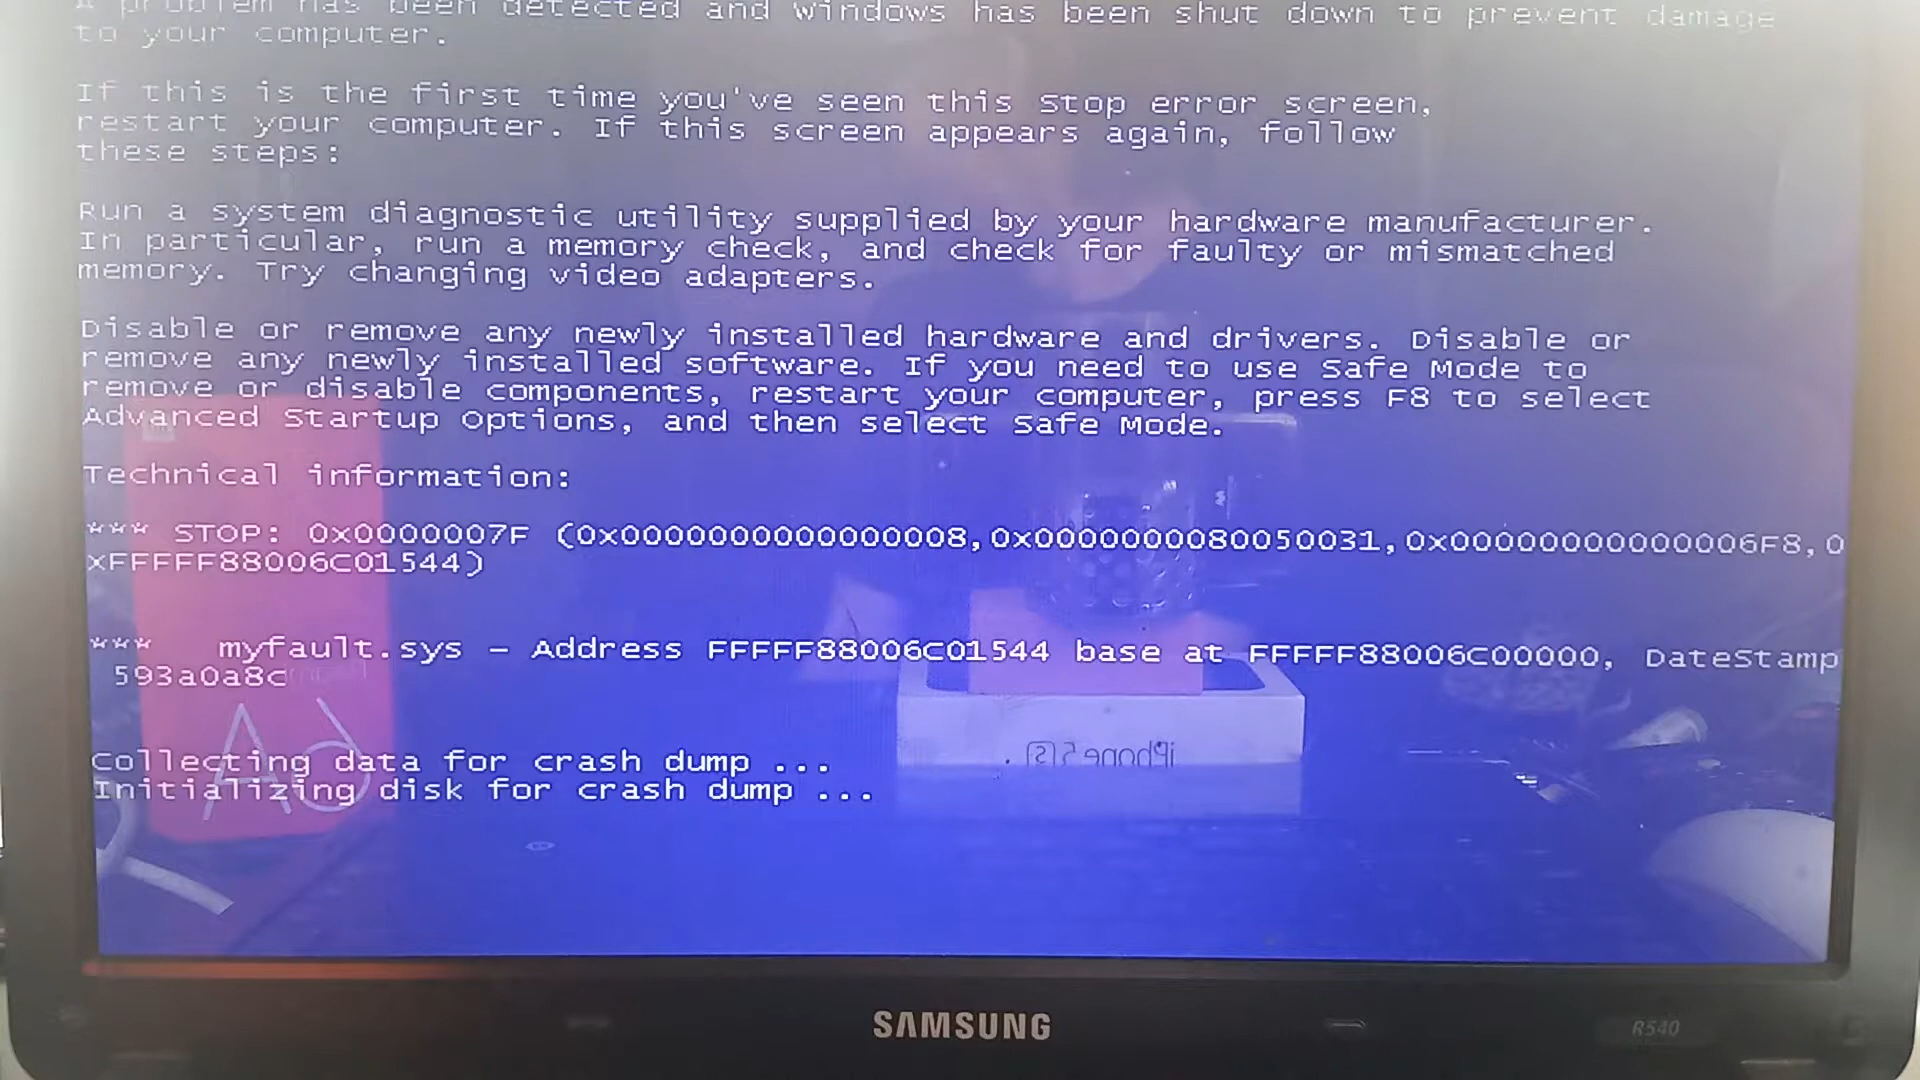 A problem has been detected and windows has been shut down to prevent damage
to your computer.
If this is the first time you've seen this Stop error screen,
restart your computer. If this screen appears again, follow
these steps:
Run a system diagnostic utility supplied by your hardware manufacturer.
In particular, run a memory check, and check for faulty or mismatched
memory. Try changing video adapters.
Disable or remove any newly installed hardware and drivers. Disable or
remove any newly installed software. If you need to use Safe Mode to
remove or disable components, restart your computer, press F8 to select
Advanced Startup Options, and then select Safe Mode.
Technical information:
*** STOP: 0x0000007F (0x0000000000000008,0x0000000080050031,0x00000000000006F8,0
xFFFFF88006C01544)
*** myfault.sys - Address FFFFF88006C01544 base at FFFFF88006C00000, DateStamp
593a0a8c
Collecting data for crash dump ...
Initializing disk for crash dump ...
iPhone 5S
A6
SAMSUNG
R540